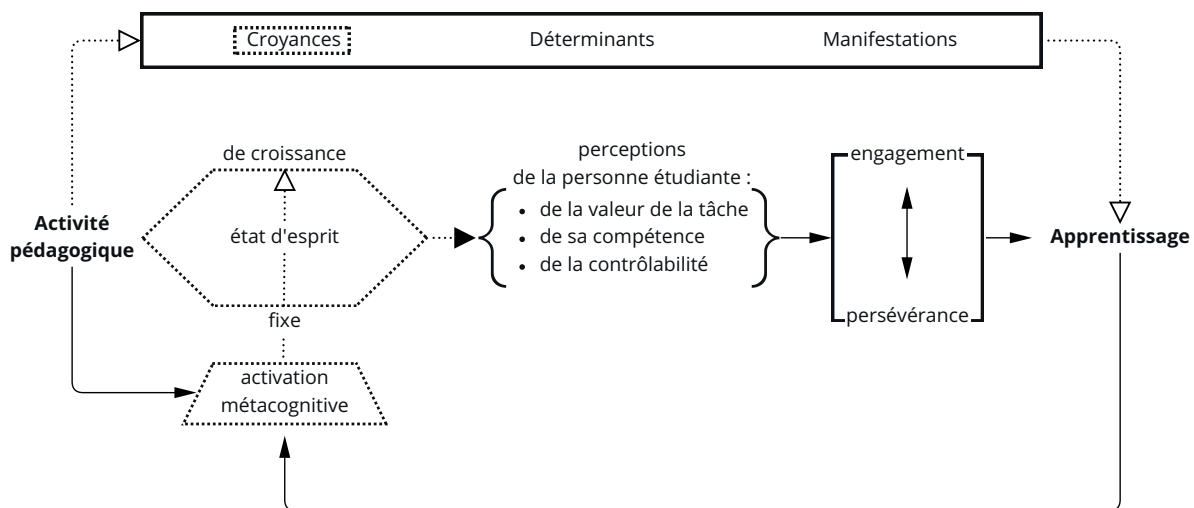 Croyances
Déterminants
Manifestations
Activité
pédagogique
de croissance
état d'esprit
fixe
activation
métacognitive
perceptions
de la personne étudiante :
• de la valeur de la tâche
• de sa compétence
• de la contrôlabilité
engagement
persévérance
Apprentissage